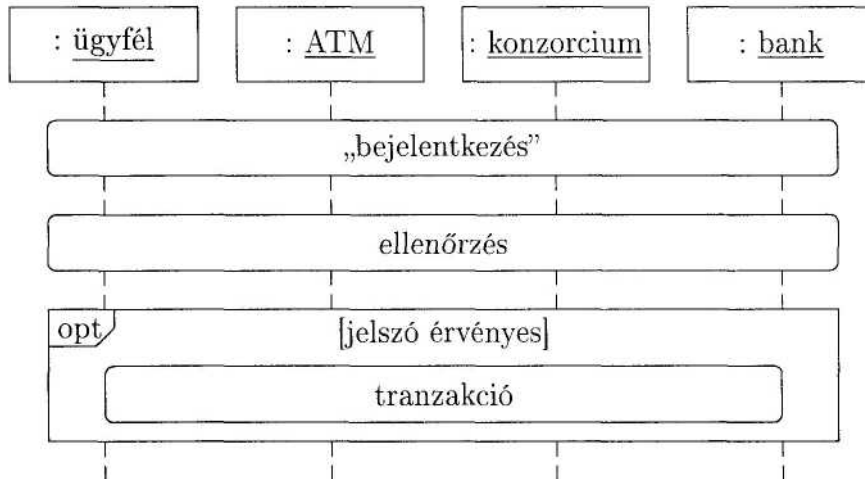 : ügyfél
: ATM
: konzorcium
: bank
„bejelentkezés”
ellenőrzés
opt
[jelszó érvényes]
tranzakció